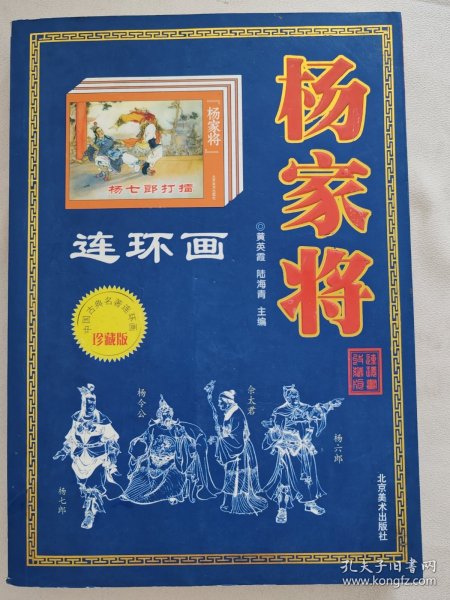 杨家将
「杨家将」
杨七郎打擂
连环画
◎黄英霞 陆海青 主编
中国古典名著连环画
珍藏版
杨令公
佘太君
杨六郎
杨七郎
北京美术出版社
孔夫子旧书网
www.kongfz.com